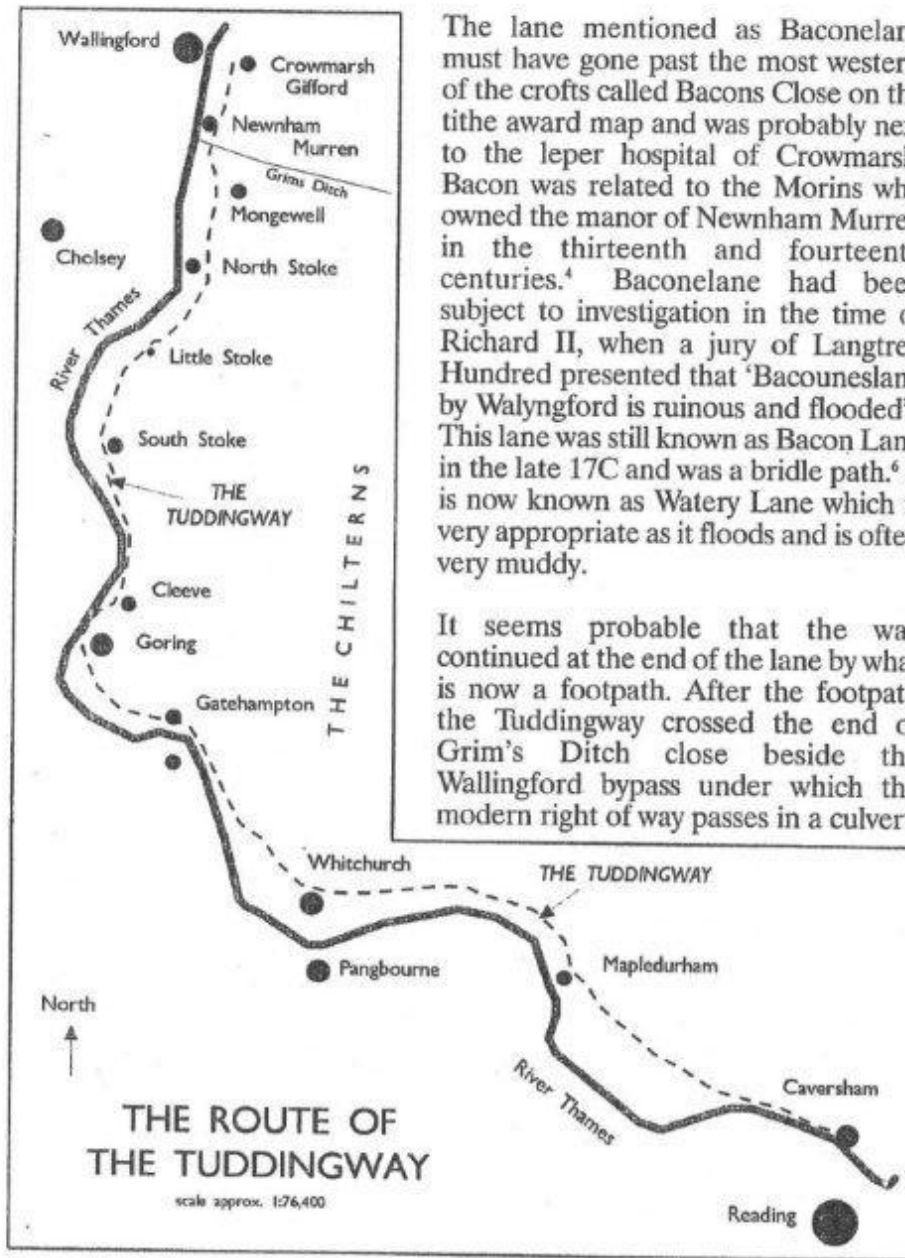 Wallingford
Crowmarsh
Gifford
Newnham
Murren
Grims Ditch
Mongewell
Cholsey
North Stoke
River Thames
Little Stoke
South Stoke
THE
TUDDINGWAY
THE CHILTERNS
Cleeve
Goring
Gatehampton
The lane mentioned as Baconelan
must have gone past the most wester
of the crofts called Bacons Close on th
tithe award map and was probably nex
to the leper hospital of Crowmarsh
Bacon was related to the Morins wh
owned the manor of Newnham Murre
in the thirteenth and fourteent
centuries.⁴ Baconelane had bee
subject to investigation in the time o
Richard II, when a jury of Langtre
Hundred presented that ‘Bacouneslan
by Walyngford is ruinous and flooded’
This lane was still known as Bacon Lan
in the late 17C and was a bridle path.⁶
is now known as Watery Lane which i
very appropriate as it floods and is ofte
very muddy.
It seems probable that the wa
continued at the end of the lane by wha
is now a footpath. After the footpat
the Tuddingway crossed the end o
Grim's Ditch close beside th
Wallingford bypass under which th
modern right of way passes in a culver
Whitchurch
THE TUDDINGWAY
Pangbourne
Mapledurham
North
River Thames
Caversham
THE ROUTE OF
THE TUDDINGWAY
scale approx. 1:76,400
Reading